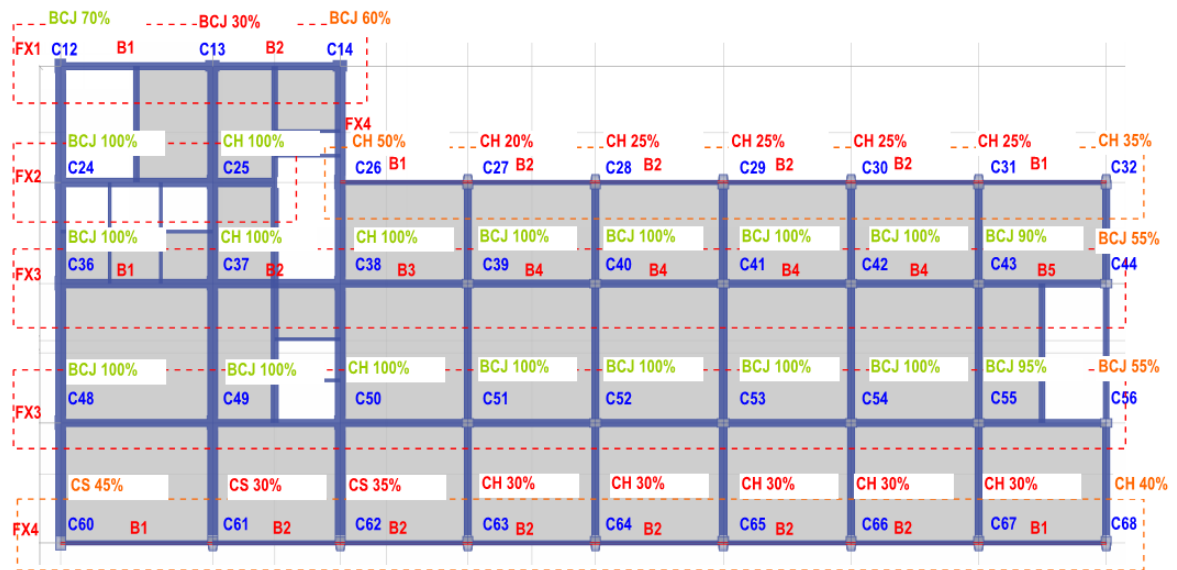 BCJ 70% BCJ 30% BCJ 60%
FX1 C12 B1 C13 B2 C14
FX4
BCJ 100% CH 100% CH 50% CH 20% CH 25% CH 25% CH 25% CH 25% CH 35%
FX2 C24 C25 C26 B1 C27 B2 C28 B2 C29 B2 C30 B2 C31 B1 C32
BCJ 100% CH 100% CH 100% BCJ 100% BCJ 100% BCJ 100% BCJ 100% BCJ 90% BCJ 55%
FX3 C36 B1 C37 B2 C38 B3 C39 B4 C40 B4 C41 B4 C42 B4 C43 B5 C44
BCJ 100% BCJ 100% CH 100% BCJ 100% BCJ 100% BCJ 100% BCJ 100% BCJ 95% BCJ 55%
FX3 C48 C49 C50 C51 C52 C53 C54 C55 C56
CS 45% CS 30% CS 35% CH 30% CH 30% CH 30% CH 30% CH 30% CH 40%
FX4 C60 B1 C61 B2 C62 B2 C63 B2 C64 B2 C65 B2 C66 B2 C67 B1 C68